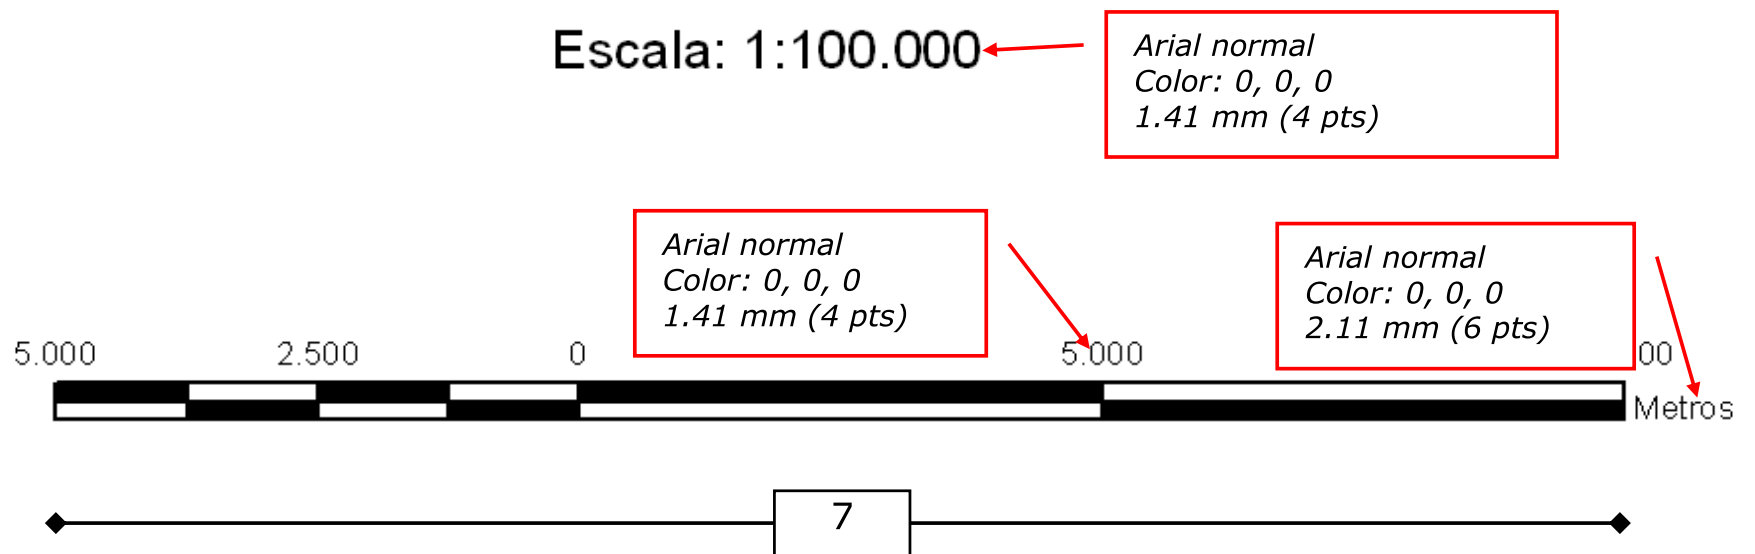 Escala: 1:100.000
Arial normal
Color: 0, 0, 0
1.41 mm (4 pts)
Arial normal
Color: 0, 0, 0
1.41 mm (4 pts)
Arial normal
Color: 0, 0, 0
2.11 mm (6 pts)
5.000 2.500 0 5.000 00
Metros
7